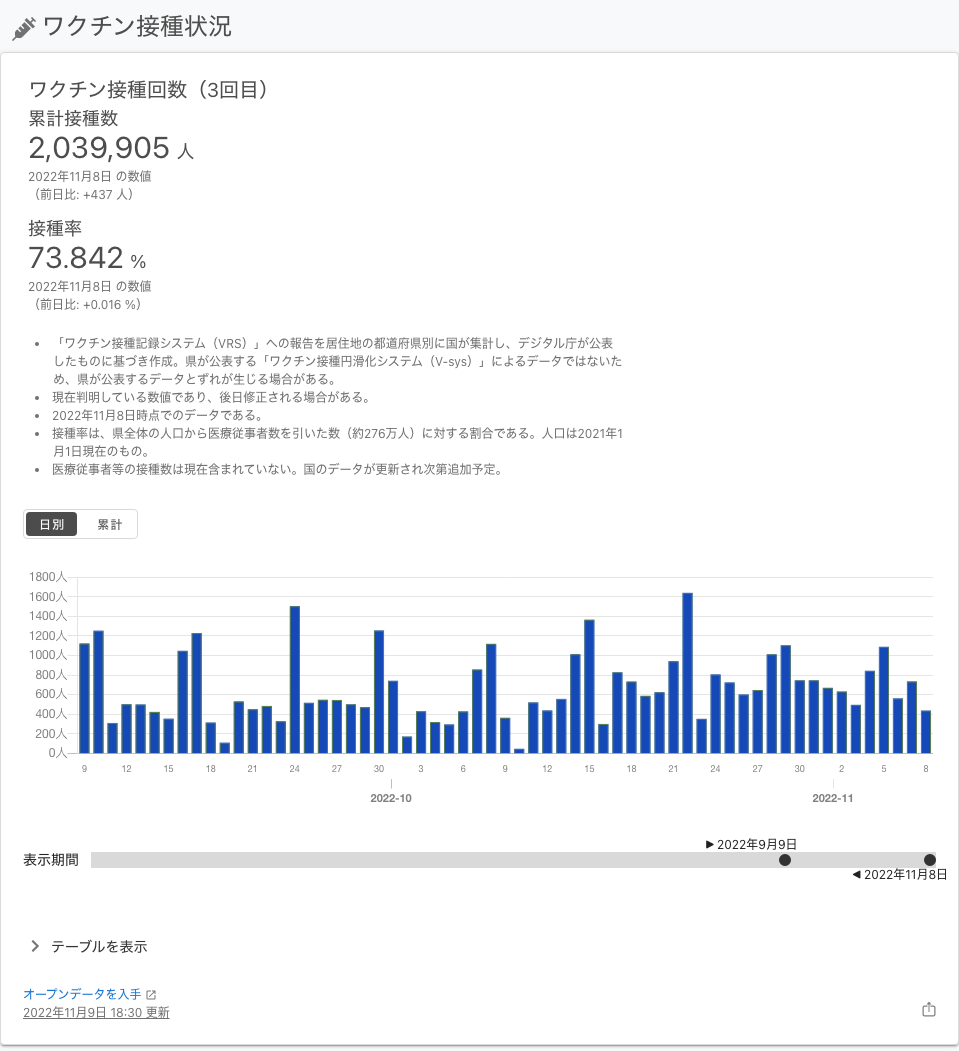 ワクチン接種状況
ワクチン接種回数（3回目）
累計接種数
2,039,905 人
2022年11月8日 の数値
（前日比: +437 人）
接種率
73.842 %
2022年11月8日 の数値
（前日比: +0.016 %）
• 「ワクチン接種記録システム（VRS）」への報告を居住地の都道府県別に国が集計し、デジタル庁が公表
したものに基づき作成。県が公表する「ワクチン接種円滑化システム（V-sys）」によるデータではないた
め、県が公表するデータとずれが生じる場合がある。
• 現在判明している数値であり、後日修正される場合がある。
• 2022年11月8日時点でのデータである。
• 接種率は、県全体の人口から医療従事者数を引いた数（約276万人）に対する割合である。人口は2021年1
月1日現在のもの。
• 医療従事者等の接種数は現在含まれていない。国のデータが更新され次第追加予定。
日別 累計
1800人
1600人
1400人
1200人
1000人
800人
600人
400人
200人
0人
9 12 15 18 21 24 27 30 3 6 9 12 15 18 21 24 27 30 2 5 8
2022-10 2022-11
▶ 2022年9月9日
表示期間
◀ 2022年11月8日
テーブルを表示
オープンデータを入手
2022年11月9日 18:30 更新